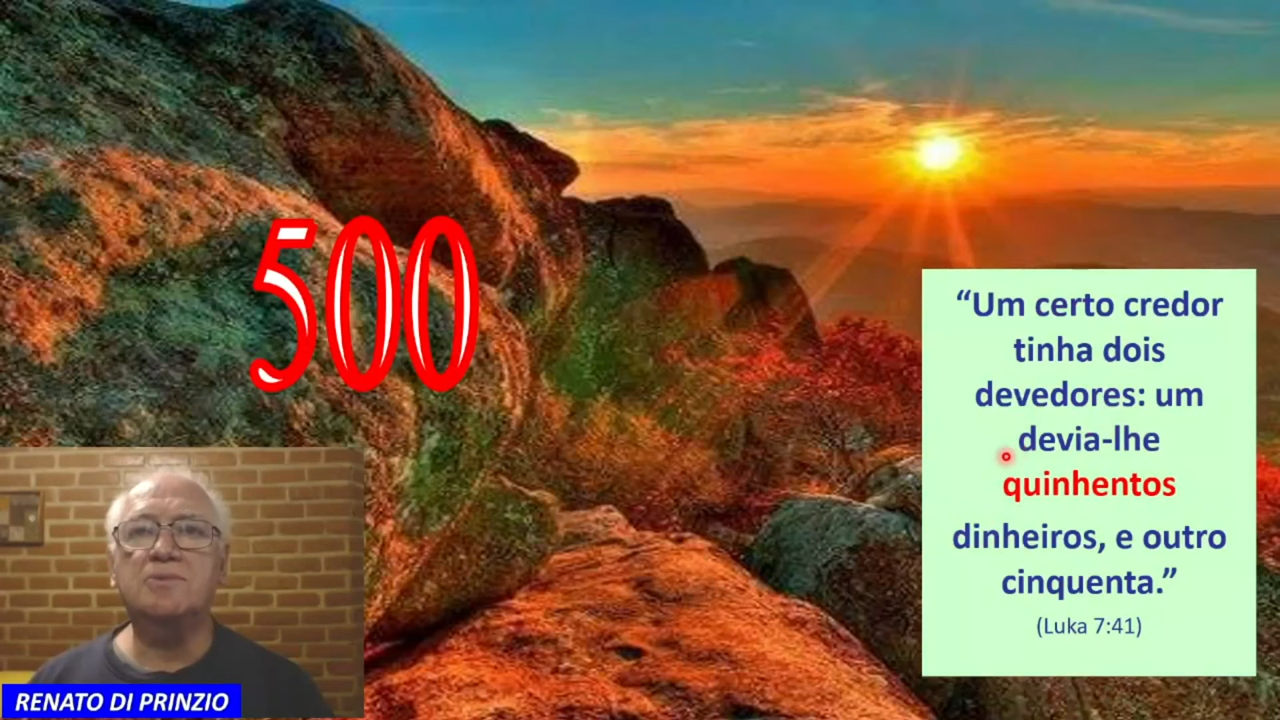 500
“Um certo credor
tinha dois
devedores: um
devia-lhe
quinhentos
dinheiros, e outro
cinquenta.”
(Luka 7:41)
RENATO DI PRINZIO